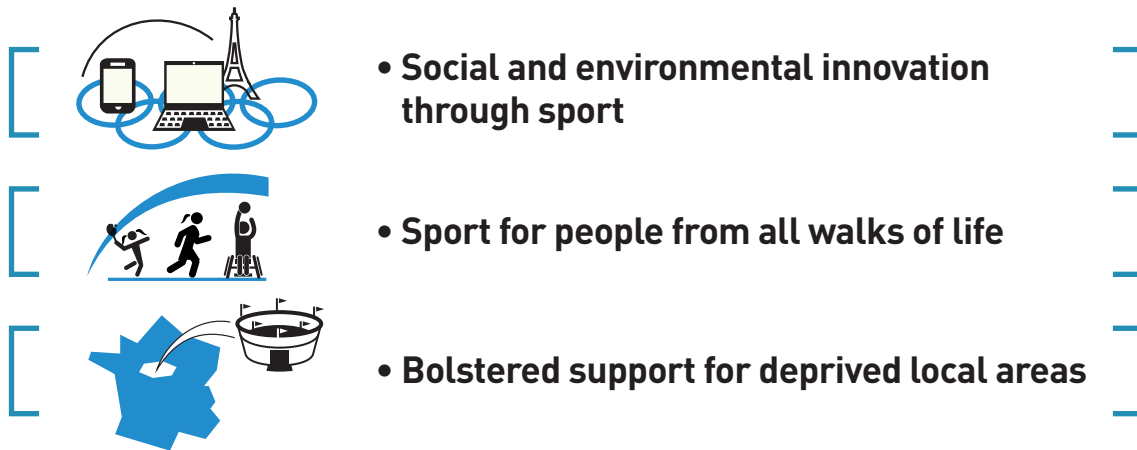 • Social and environmental innovation
through sport
• Sport for people from all walks of life
• Bolstered support for deprived local areas